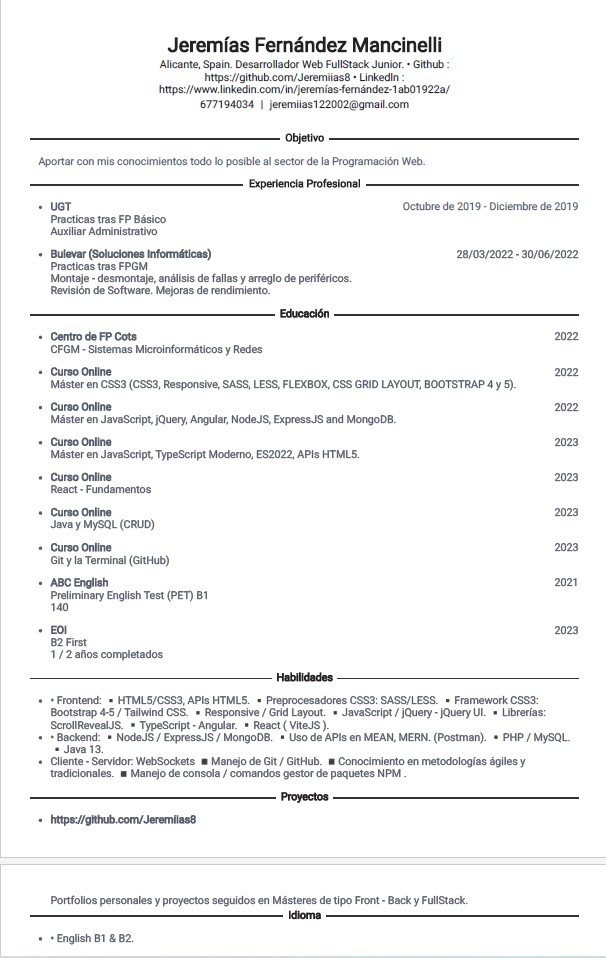 Jeremías Fernández Mancinelli
Alicante, Spain. Desarrollador Web FullStack Junior. • Github :
https://github.com/Jeremiias8 • LinkedIn :
https://www.linkedin.com/in/jeremías-fernández-1ab01922a/
677194034 | jeremiias122002@gmail.com
Objetivo
Aportar con mis conocimientos todo lo posible al sector de la Programación Web.
Experiencia Profesional
• UGT Octubre de 2019 - Diciembre de 2019
Practicas tras FP Básico
Auxiliar Administrativo
• Bulevar (Soluciones Informáticas) 28/03/2022 - 30/06/2022
Practicas tras FPGM
Montaje - desmontaje, análisis de fallas y arreglo de periféricos.
Revisión de Software. Mejoras de rendimiento.
Educación
• Centro de FP Cots 2022
CFGM - Sistemas Microinformáticos y Redes
• Curso Online 2022
Máster en CSS3 (CSS3, Responsive, SASS, LESS, FLEXBOX, CSS GRID LAYOUT, BOOTSTRAP 4 y 5).
• Curso Online 2022
Máster en JavaScript, jQuery, Angular, NodeJS, ExpressJS and MongoDB.
• Curso Online 2023
Máster en JavaScript, TypeScript Moderno, ES2022, APIs HTML5.
• Curso Online 2023
React - Fundamentos
• Curso Online 2023
Java y MySQL (CRUD)
• Curso Online 2023
Git y la Terminal (GitHub)
• ABC English 2021
Preliminary English Test (PET) B1
140
• EOI 2023
B2 First
1 / 2 años completados
Habilidades
• • Frontend: ▪ HTML5/CSS3, APIs HTML5. ▪ Preprocesadores CSS3: SASS/LESS. ▪ Framework CSS3:
Bootstrap 4-5 / Tailwind CSS. ▪ Responsive / Grid Layout. ▪ JavaScript / jQuery - jQuery UI. ▪ Librerías:
ScrollRevealJS. ▪ TypeScript - Angular. ▪ React ( ViteJS ).
• • Backend: ▪ NodeJS / ExpressJS / MongoDB. ▪ Uso de APIs en MEAN, MERN. (Postman). ▪ PHP / MySQL.
▪ Java 13.
• Cliente - Servidor: WebSockets ◾ Manejo de Git / GitHub. ◾ Conocimiento en metodologías ágiles y
tradicionales. ◾ Manejo de consola / comandos gestor de paquetes NPM .
Proyectos
• https://github.com/Jeremiias8
Portfolios personales y proyectos seguidos en Másteres de tipo Front - Back y FullStack.
Idioma
• • English B1 & B2.